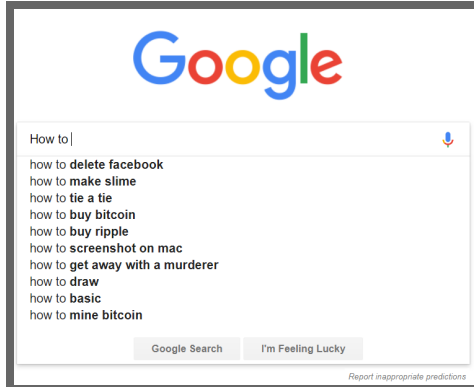 Google
How to
how to delete facebook
how to make slime
how to tie a tie
how to buy bitcoin
how to buy ripple
how to screenshot on mac
how to get away with a murderer
how to draw
how to basic
how to mine bitcoin
Google Search I'm Feeling Lucky
Report inappropriate predictions